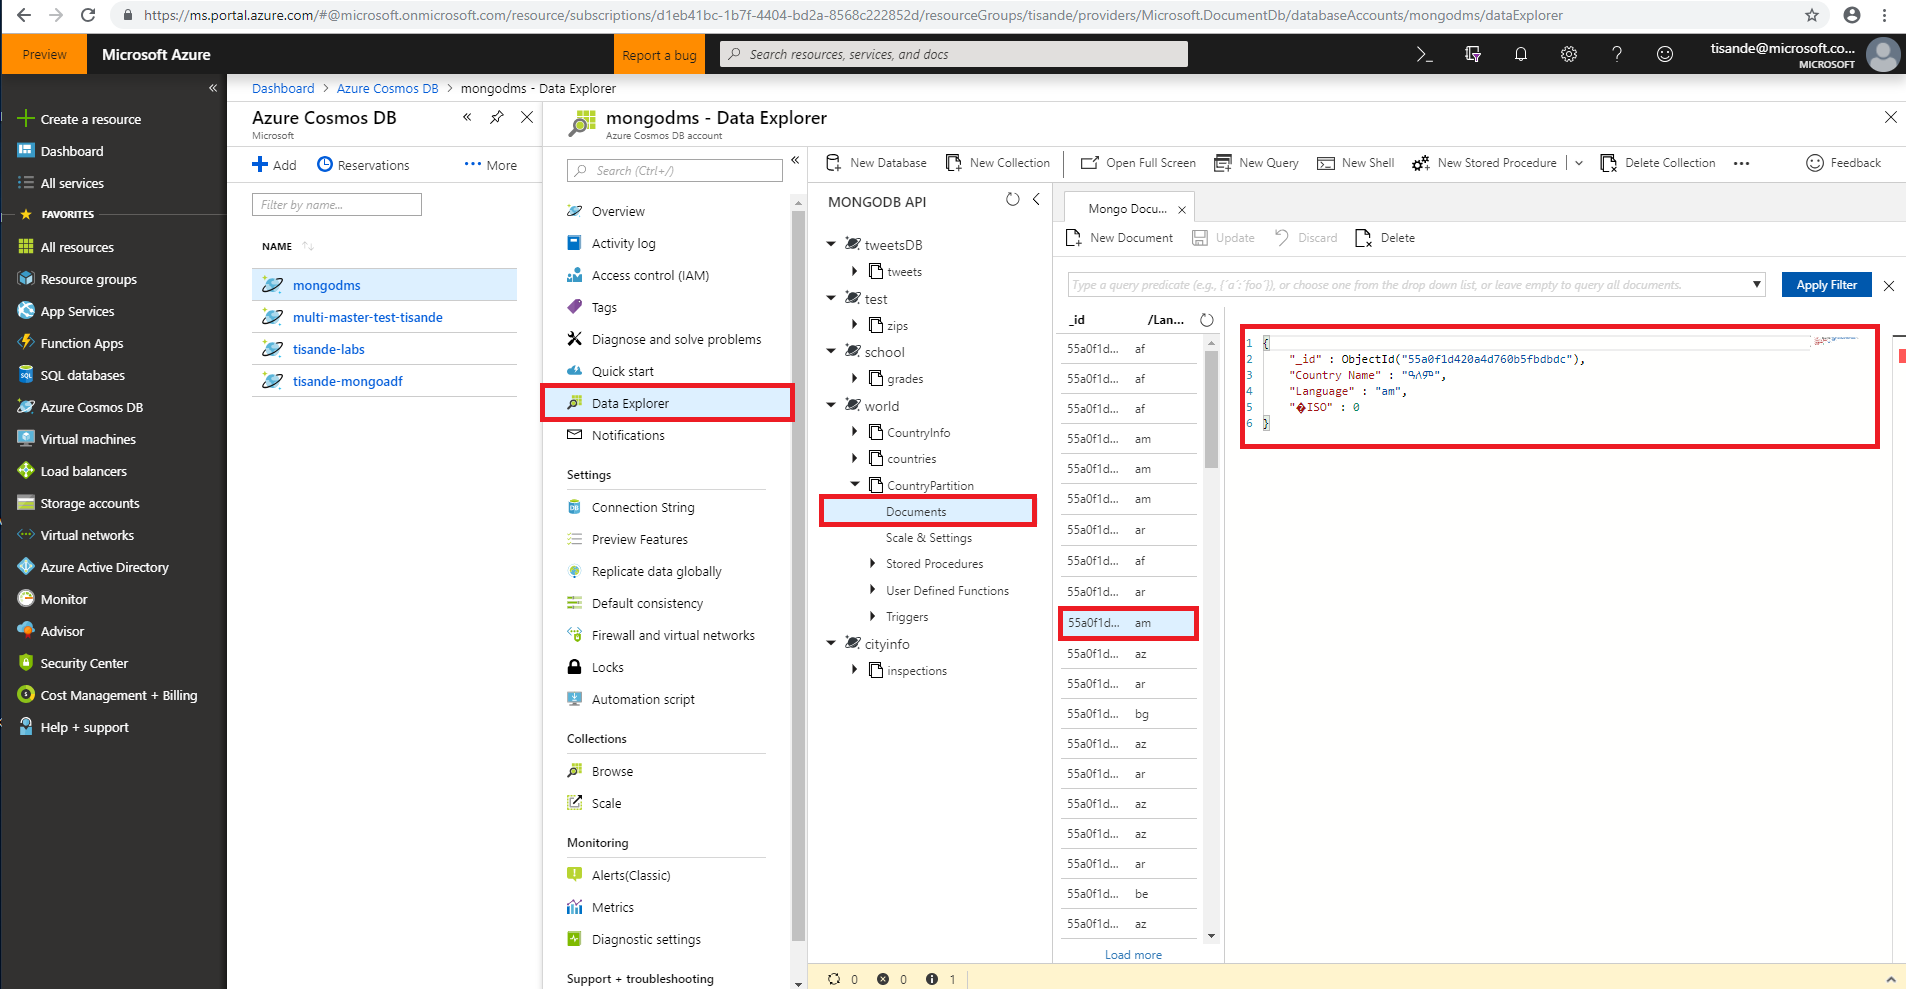 https://ms.portal.azure.com/#@microsoft.onmicrosoft.com/resource/subscriptions/d1eb41bc-1b7f-4404-bd2a-8568c222852d/resourceGroups/tisande/providers/Microsoft.DocumentDb/databaseAccounts/mongodms/dataExplorer
Preview
Microsoft Azure
Report a bug
Search resources, services, and docs
tisande@microsoft.co...
MICROSOFT
Create a resource
Dashboard
All services
FAVORITES
All resources
Resource groups
App Services
Function Apps
SQL databases
Azure Cosmos DB
Virtual machines
Load balancers
Storage accounts
Virtual networks
Azure Active Directory
Monitor
Advisor
Security Center
Cost Management + Billing
Help + support
Dashboard > Azure Cosmos DB > mongodms - Data Explorer
Azure Cosmos DB
Microsoft
Add
Reservations
More
Filter by name...
NAME
mongodms
multi-master-test-tisande
tisande-labs
tisande-mongoadf
mongodms - Data Explorer
Azure Cosmos DB account
Search (Ctrl+/)
Overview
Activity log
Access control (IAM)
Tags
Diagnose and solve problems
Quick start
Data Explorer
Notifications
Settings
Connection String
Preview Features
Replicate data globally
Default consistency
Firewall and virtual networks
Locks
Automation script
Collections
Browse
Scale
Monitoring
Alerts(Classic)
Metrics
Diagnostic settings
Support + troubleshooting
New Database
New Collection
Open Full Screen
New Query
New Shell
New Stored Procedure
Delete Collection
Feedback
MONGODB API
tweetsDB
tweets
test
zips
school
grades
world
CountryInfo
countries
CountryPartition
Documents
Scale & Settings
Stored Procedures
User Defined Functions
Triggers
cityinfo
inspections
Mongo Docu...
New Document
Update
Discard
Delete
Type a query predicate (e.g., {´a´:´foo´}), or choose one from the drop down list, or leave empty to query all documents.
Apply Filter
_id /Lan...
55a0f1d... af
55a0f1d... af
55a0f1d... af
55a0f1d... am
55a0f1d... am
55a0f1d... am
55a0f1d... ar
55a0f1d... af
55a0f1d... ar
55a0f1d... am
55a0f1d... az
55a0f1d... ar
55a0f1d... bg
55a0f1d... az
55a0f1d... ar
55a0f1d... az
55a0f1d... az
55a0f1d... ar
55a0f1d... be
55a0f1d... az
Load more
1 {
2 "_id" : ObjectId("55a0f1d420a4d760b5fbdbdc"),
3 "Country Name" : "ዓለም",
4 "Language" : "am",
5 "�ISO" : 0
6 }
0 0 1